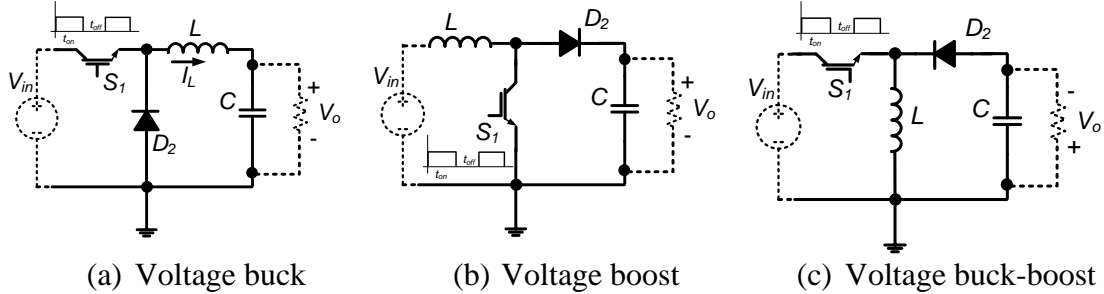 t_on t_off
V_in
S_1
L
I_L
D_2
C
+
V_o
-
(a) Voltage buck
L
D_2
V_in
S_1
t_on t_off
C
+
V_o
-
(b) Voltage boost
t_on t_off
V_in
S_1
D_2
L
C
-
V_o
+
(c) Voltage buck-boost